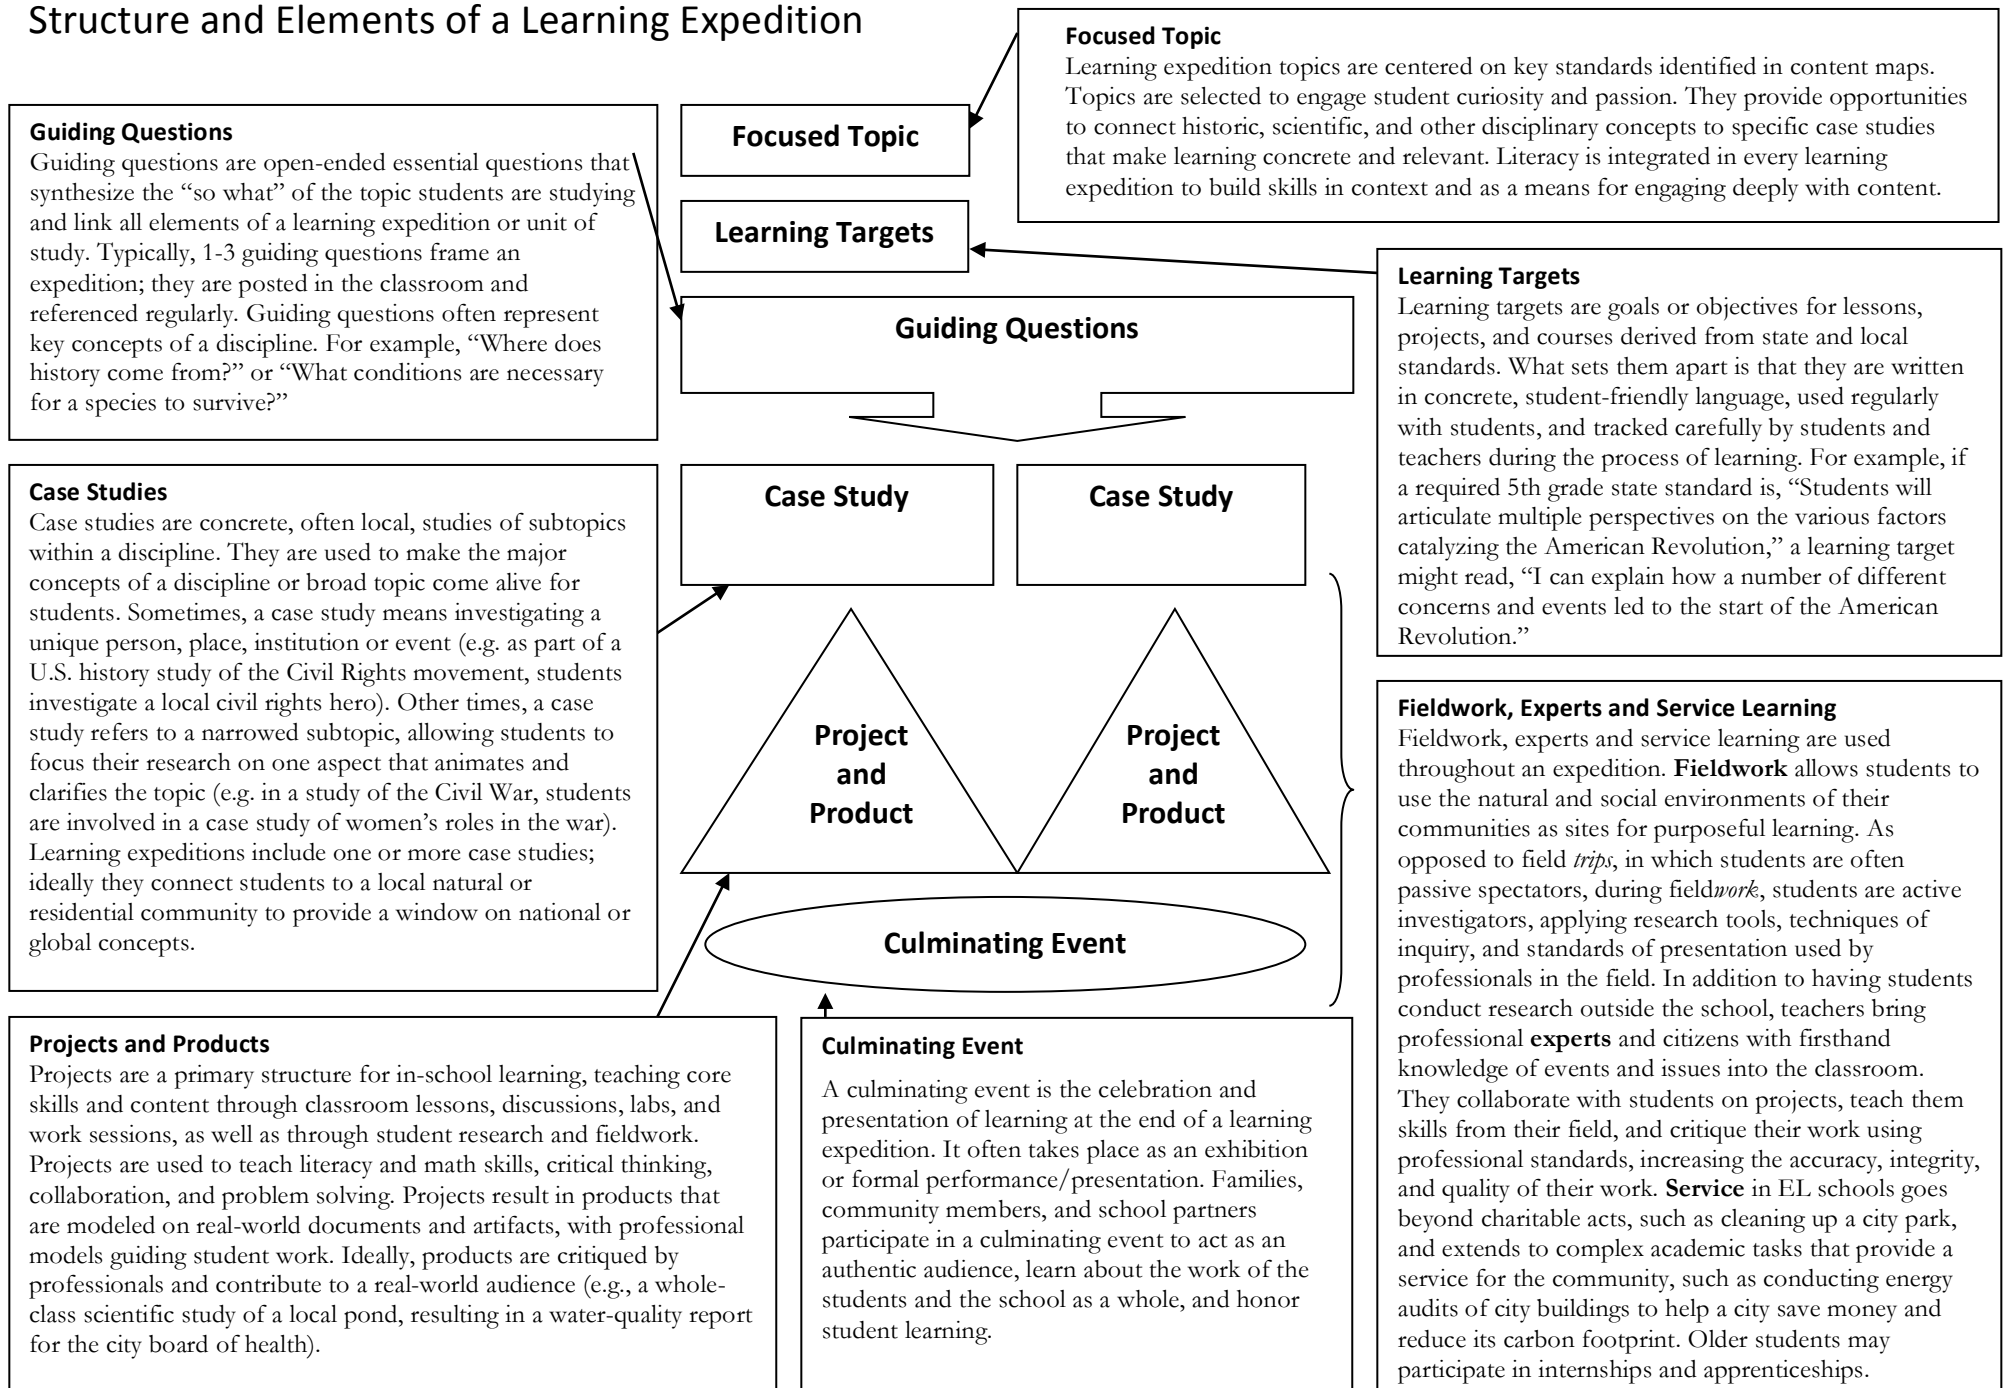 Structure and Elements of a Learning Expedition
Focused Topic
Learning expedition topics are centered on key standards identified in content maps.
Topics are selected to engage student curiosity and passion. They provide opportunities
to connect historic, scientific, and other disciplinary concepts to specific case studies
that make learning concrete and relevant. Literacy is integrated in every learning
expedition to build skills in context and as a means for engaging deeply with content.
Guiding Questions
Guiding questions are open-ended essential questions that
synthesize the “so what” of the topic students are studying
and link all elements of a learning expedition or unit of
study. Typically, 1-3 guiding questions frame an
expedition; they are posted in the classroom and
referenced regularly. Guiding questions often represent
key concepts of a discipline. For example, “Where does
history come from?” or “What conditions are necessary
for a species to survive?”
Focused Topic
Learning Targets
Guiding Questions
Learning Targets
Learning targets are goals or objectives for lessons,
projects, and courses derived from state and local
standards. What sets them apart is that they are written
in concrete, student-friendly language, used regularly
with students, and tracked carefully by students and
teachers during the process of learning. For example, if
a required 5th grade state standard is, “Students will
articulate multiple perspectives on the various factors
catalyzing the American Revolution,” a learning target
might read, “I can explain how a number of different
concerns and events led to the start of the American
Revolution.”
Case Studies
Case studies are concrete, often local, studies of subtopics
within a discipline. They are used to make the major
concepts of a discipline or broad topic come alive for
students. Sometimes, a case study means investigating a
unique person, place, institution or event (e.g. as part of a
U.S. history study of the Civil Rights movement, students
investigate a local civil rights hero). Other times, a case
study refers to a narrowed subtopic, allowing students to
focus their research on one aspect that animates and
clarifies the topic (e.g. in a study of the Civil War, students
are involved in a case study of women’s roles in the war).
Learning expeditions include one or more case studies;
ideally they connect students to a local natural or
residential community to provide a window on national or
global concepts.
Case Study
Case Study
Project
and
Product
Project
and
Product
Culminating Event
Fieldwork, Experts and Service Learning
Fieldwork, experts and service learning are used
throughout an expedition. Fieldwork allows students to
use the natural and social environments of their
communities as sites for purposeful learning. As
opposed to field trips, in which students are often
passive spectators, during fieldwork, students are active
investigators, applying research tools, techniques of
inquiry, and standards of presentation used by
professionals in the field. In addition to having students
conduct research outside the school, teachers bring
professional experts and citizens with firsthand
knowledge of events and issues into the classroom.
They collaborate with students on projects, teach them
skills from their field, and critique their work using
professional standards, increasing the accuracy, integrity,
and quality of their work. Service in EL schools goes
beyond charitable acts, such as cleaning up a city park,
and extends to complex academic tasks that provide a
service for the community, such as conducting energy
audits of city buildings to help a city save money and
reduce its carbon footprint. Older students may
participate in internships and apprenticeships.
Projects and Products
Projects are a primary structure for in-school learning, teaching core
skills and content through classroom lessons, discussions, labs, and
work sessions, as well as through student research and fieldwork.
Projects are used to teach literacy and math skills, critical thinking,
collaboration, and problem solving. Projects result in products that
are modeled on real-world documents and artifacts, with professional
models guiding student work. Ideally, products are critiqued by
professionals and contribute to a real-world audience (e.g., a whole-
class scientific study of a local pond, resulting in a water-quality report
for the city board of health).
Culminating Event
A culminating event is the celebration and
presentation of learning at the end of a learning
expedition. It often takes place as an exhibition
or formal performance/presentation. Families,
community members, and school partners
participate in a culminating event to act as an
authentic audience, learn about the work of the
students and the school as a whole, and honor
student learning.